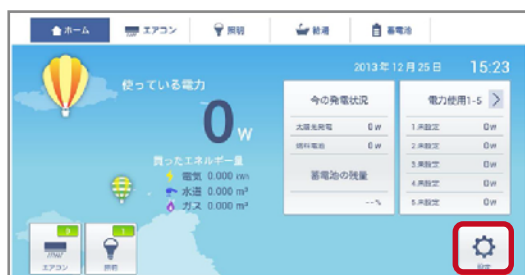 ホーム
エアコン
照明
給湯
蓄電池
2013年12月25日 15:23
使っている電力
0w
買ったエネルギー量
電気 0.000 kWh
水道 0.000 m³
ガス 0.000 m³
今の発電状況
太陽光発電 0w
燃料電池 0w
蓄電池の残量
--%
電力使用1-5 >
1.未設定 0w
2.未設定 0w
3.未設定 0w
4.未設定 0w
5.未設定 0w
エアコン
照明
設定